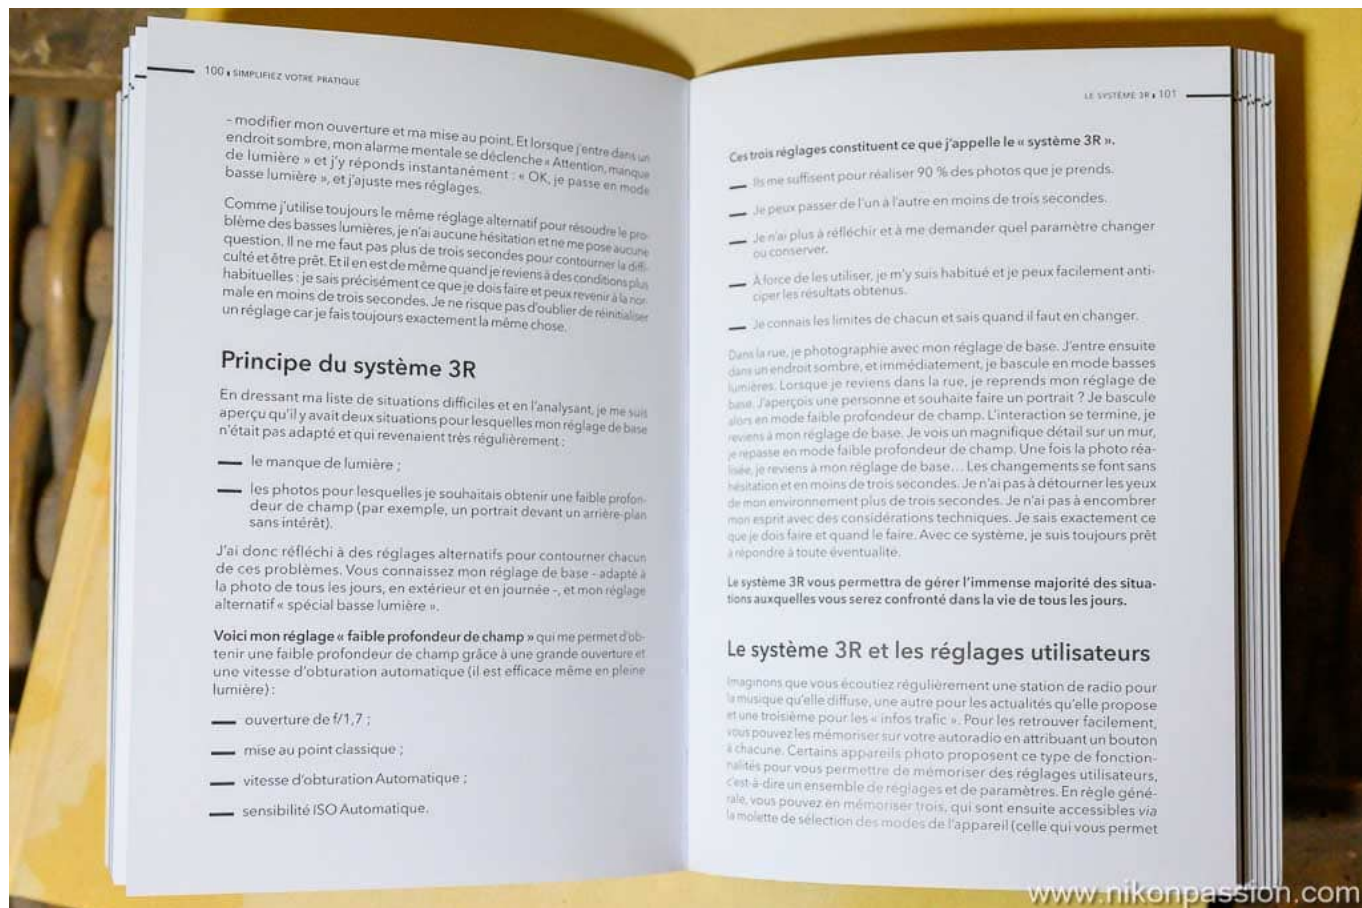 100 ı SIMPLIFIEZ VOTRE PRATIQUE
– modifier mon ouverture et ma mise au point. Et lorsque j'entre dans un
endroit sombre, mon alarme mentale se déclenche « Attention, manque
de lumière » et j'y réponds instantanément : « OK, je passe en mode
basse lumière », et j'ajuste mes réglages.
Comme j'utilise toujours le même réglage alternatif pour résoudre le pro-
blème des basses lumières, je n'ai aucune hésitation et ne me pose aucune
question. Il ne me faut pas plus de trois secondes pour contourner la diffi-
culté et être prêt. Et il en est de même quand je reviens à des conditions plus
habituelles : je sais précisément ce que je dois faire et peux revenir à la nor-
male en moins de trois secondes. Je ne risque pas d'oublier de réinitialiser
un réglage car je fais toujours exactement la même chose.
Principe du système 3R
En dressant ma liste de situations difficiles et en l'analysant, je me suis
aperçu qu'il y avait deux situations pour lesquelles mon réglage de base
n'était pas adapté et qui revenaient très régulièrement :
— le manque de lumière ;
— les photos pour lesquelles je souhaitais obtenir une faible profon-
deur de champ (par exemple, un portrait devant un arrière-plan
sans intérêt).
J'ai donc réfléchi à des réglages alternatifs pour contourner chacun
de ces problèmes. Vous connaissez mon réglage de base – adapté à
la photo de tous les jours, en extérieur et en journée –, et mon réglage
alternatif « spécial basse lumière ».
Voici mon réglage « faible profondeur de champ » qui me permet d'ob-
tenir une faible profondeur de champ grâce à une grande ouverture et
une vitesse d'obturation automatique (il est efficace même en pleine
lumière) :
— ouverture de f/1,7 ;
— mise au point classique ;
— vitesse d'obturation Automatique ;
— sensibilité ISO Automatique.
LE SYSTÈME 3R ı 101
Ces trois réglages constituent ce que j'appelle le « système 3R ».
— Ils me suffisent pour réaliser 90 % des photos que je prends.
— Je peux passer de l'un à l'autre en moins de trois secondes.
— Je n'ai plus à réfléchir et à me demander quel paramètre changer
ou conserver.
— À force de les utiliser, je m'y suis habitué et je peux facilement anti-
ciper les résultats obtenus.
— Je connais les limites de chacun et sais quand il faut en changer.
Dans la rue, je photographie avec mon réglage de base. J'entre ensuite
dans un endroit sombre, et immédiatement, je bascule en mode basses
lumières. Lorsque je reviens dans la rue, je reprends mon réglage de
base. J'aperçois une personne et souhaite faire un portrait ? Je bascule
alors en mode faible profondeur de champ. L'interaction se termine, je
reviens à mon réglage de base. Je vois un magnifique détail sur un mur,
je repasse en mode faible profondeur de champ. Une fois la photo réa-
lisée, je reviens à mon réglage de base… Les changements se font sans
hésitation et en moins de trois secondes. Je n'ai pas à détourner les yeux
de mon environnement plus de trois secondes. Je n'ai pas à encombrer
mon esprit avec des considérations techniques. Je sais exactement ce
que je dois faire et quand le faire. Avec ce système, je suis toujours prêt
à répondre à toute éventualité.
Le système 3R vous permettra de gérer l'immense majorité des situa-
tions auxquelles vous serez confronté dans la vie de tous les jours.
Le système 3R et les réglages utilisateurs
Imaginons que vous écoutiez régulièrement une station de radio pour
la musique qu'elle diffuse, une autre pour les actualités qu'elle propose
et une troisième pour les « infos trafic ». Pour les retrouver facilement,
vous pouvez les mémoriser sur votre autoradio en attribuant un bouton
à chacune. Certains appareils photo proposent ce type de fonction-
nalités pour vous permettre de mémoriser des réglages utilisateurs,
c'est-à-dire un ensemble de réglages et de paramètres. En règle géné-
rale, vous pouvez en mémoriser trois, qui sont ensuite accessibles via
la molette de sélection des modes de l'appareil (celle qui vous permet
www.nikonpassion.com